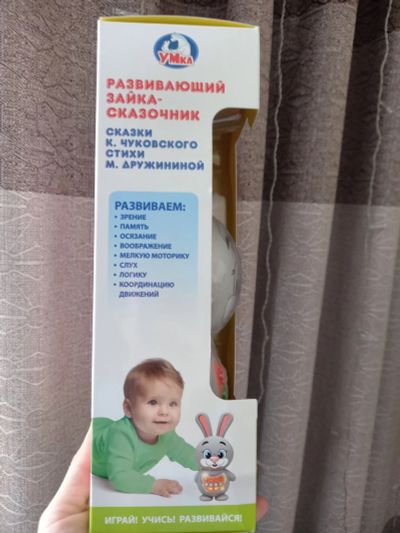 УМка
РАЗВИВАЮЩИЙ
ЗАЙКА-
СКАЗОЧНИК
СКАЗКИ
К. ЧУКОВСКОГО
СТИХИ
М. ДРУЖИНИНОЙ
РАЗВИВАЕМ:
• ЗРЕНИЕ
• ПАМЯТЬ
• ОСЯЗАНИЕ
• ВООБРАЖЕНИЕ
• МЕЛКУЮ МОТОРИКУ
• СЛУХ
• ЛОГИКУ
• КООРДИНАЦИЮ
ДВИЖЕНИЙ
ИГРАЙ! УЧИСЬ! РАЗВИВАЙСЯ!